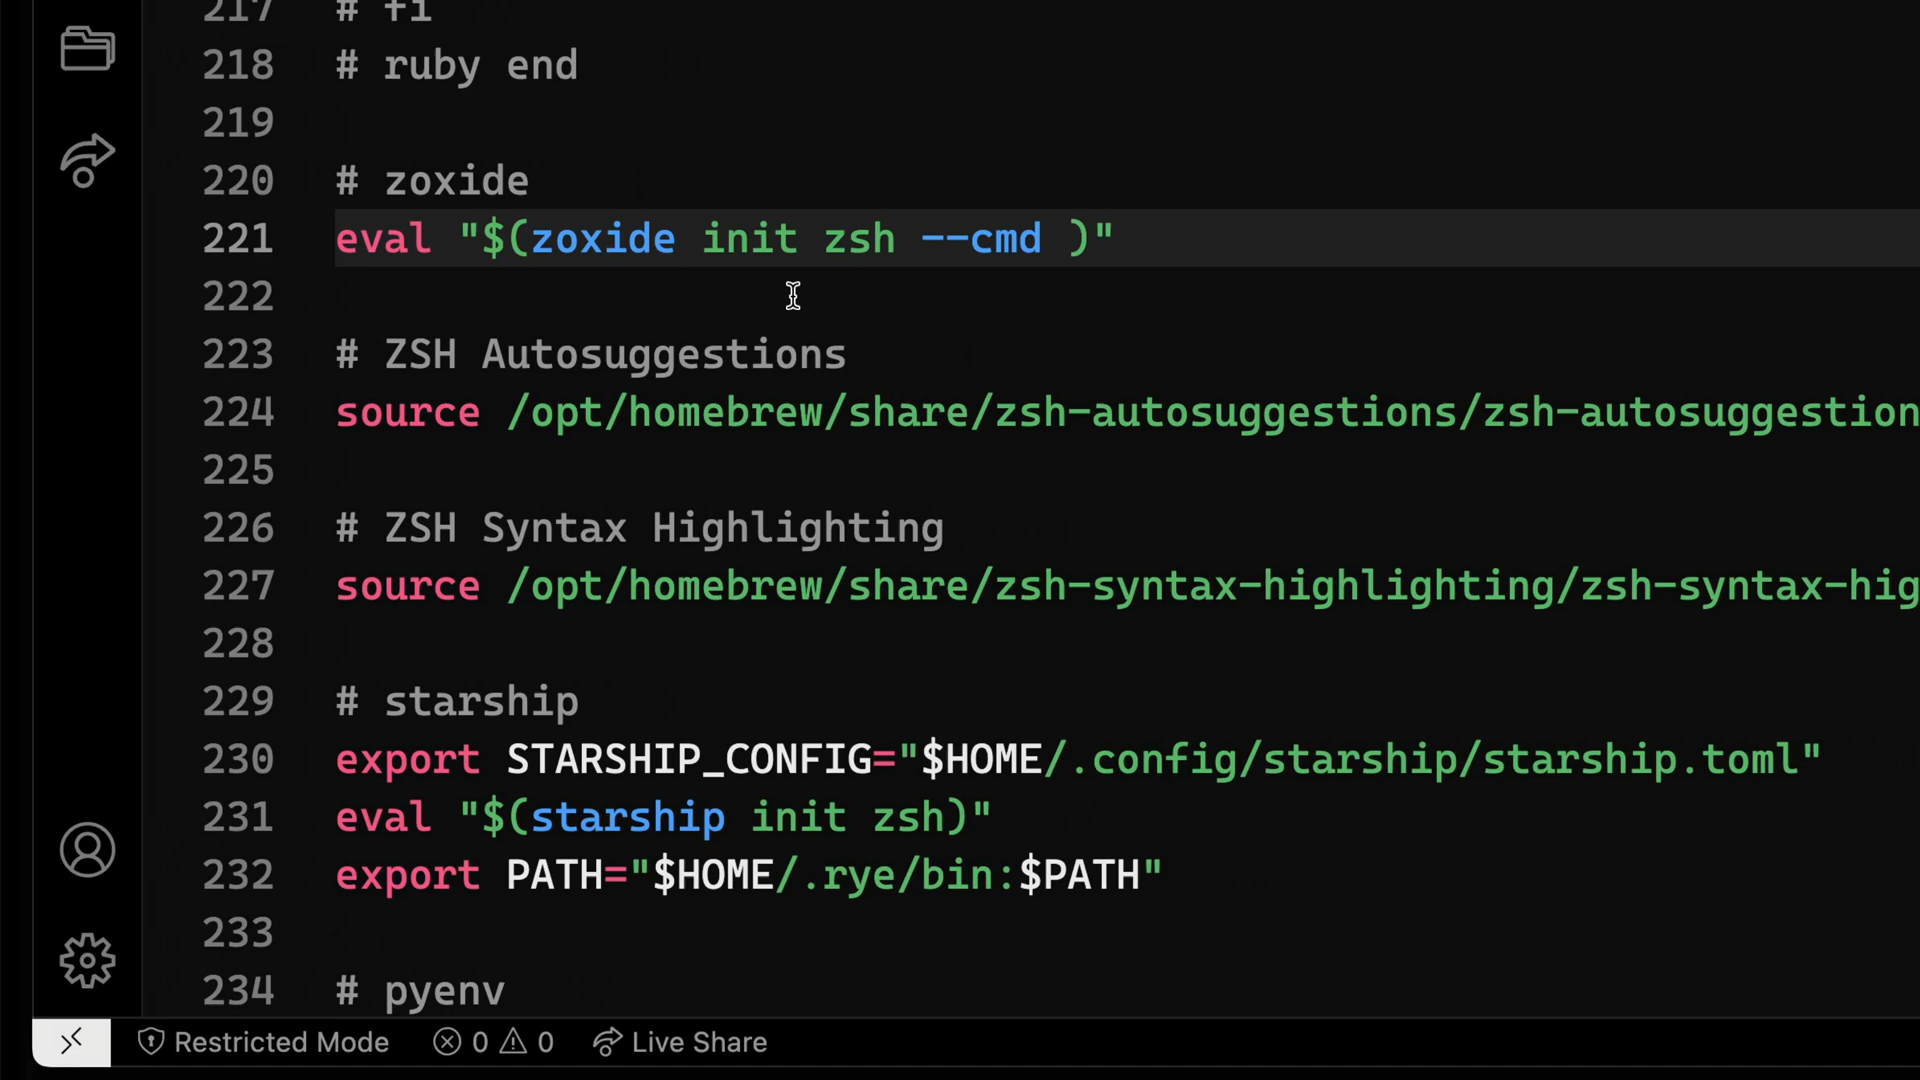 217 # fi
218 # ruby end
219
220 # zoxide
221 eval "$(zoxide init zsh --cmd )"
222
223 # ZSH Autosuggestions
224 source /opt/homebrew/share/zsh-autosuggestions/zsh-autosuggestion
225
226 # ZSH Syntax Highlighting
227 source /opt/homebrew/share/zsh-syntax-highlighting/zsh-syntax-hig
228
229 # starship
230 export STARSHIP_CONFIG="$HOME/.config/starship/starship.toml"
231 eval "$(starship init zsh)"
232 export PATH="$HOME/.rye/bin:$PATH"
233
234 # pyenv
Restricted Mode 0 0 Live Share